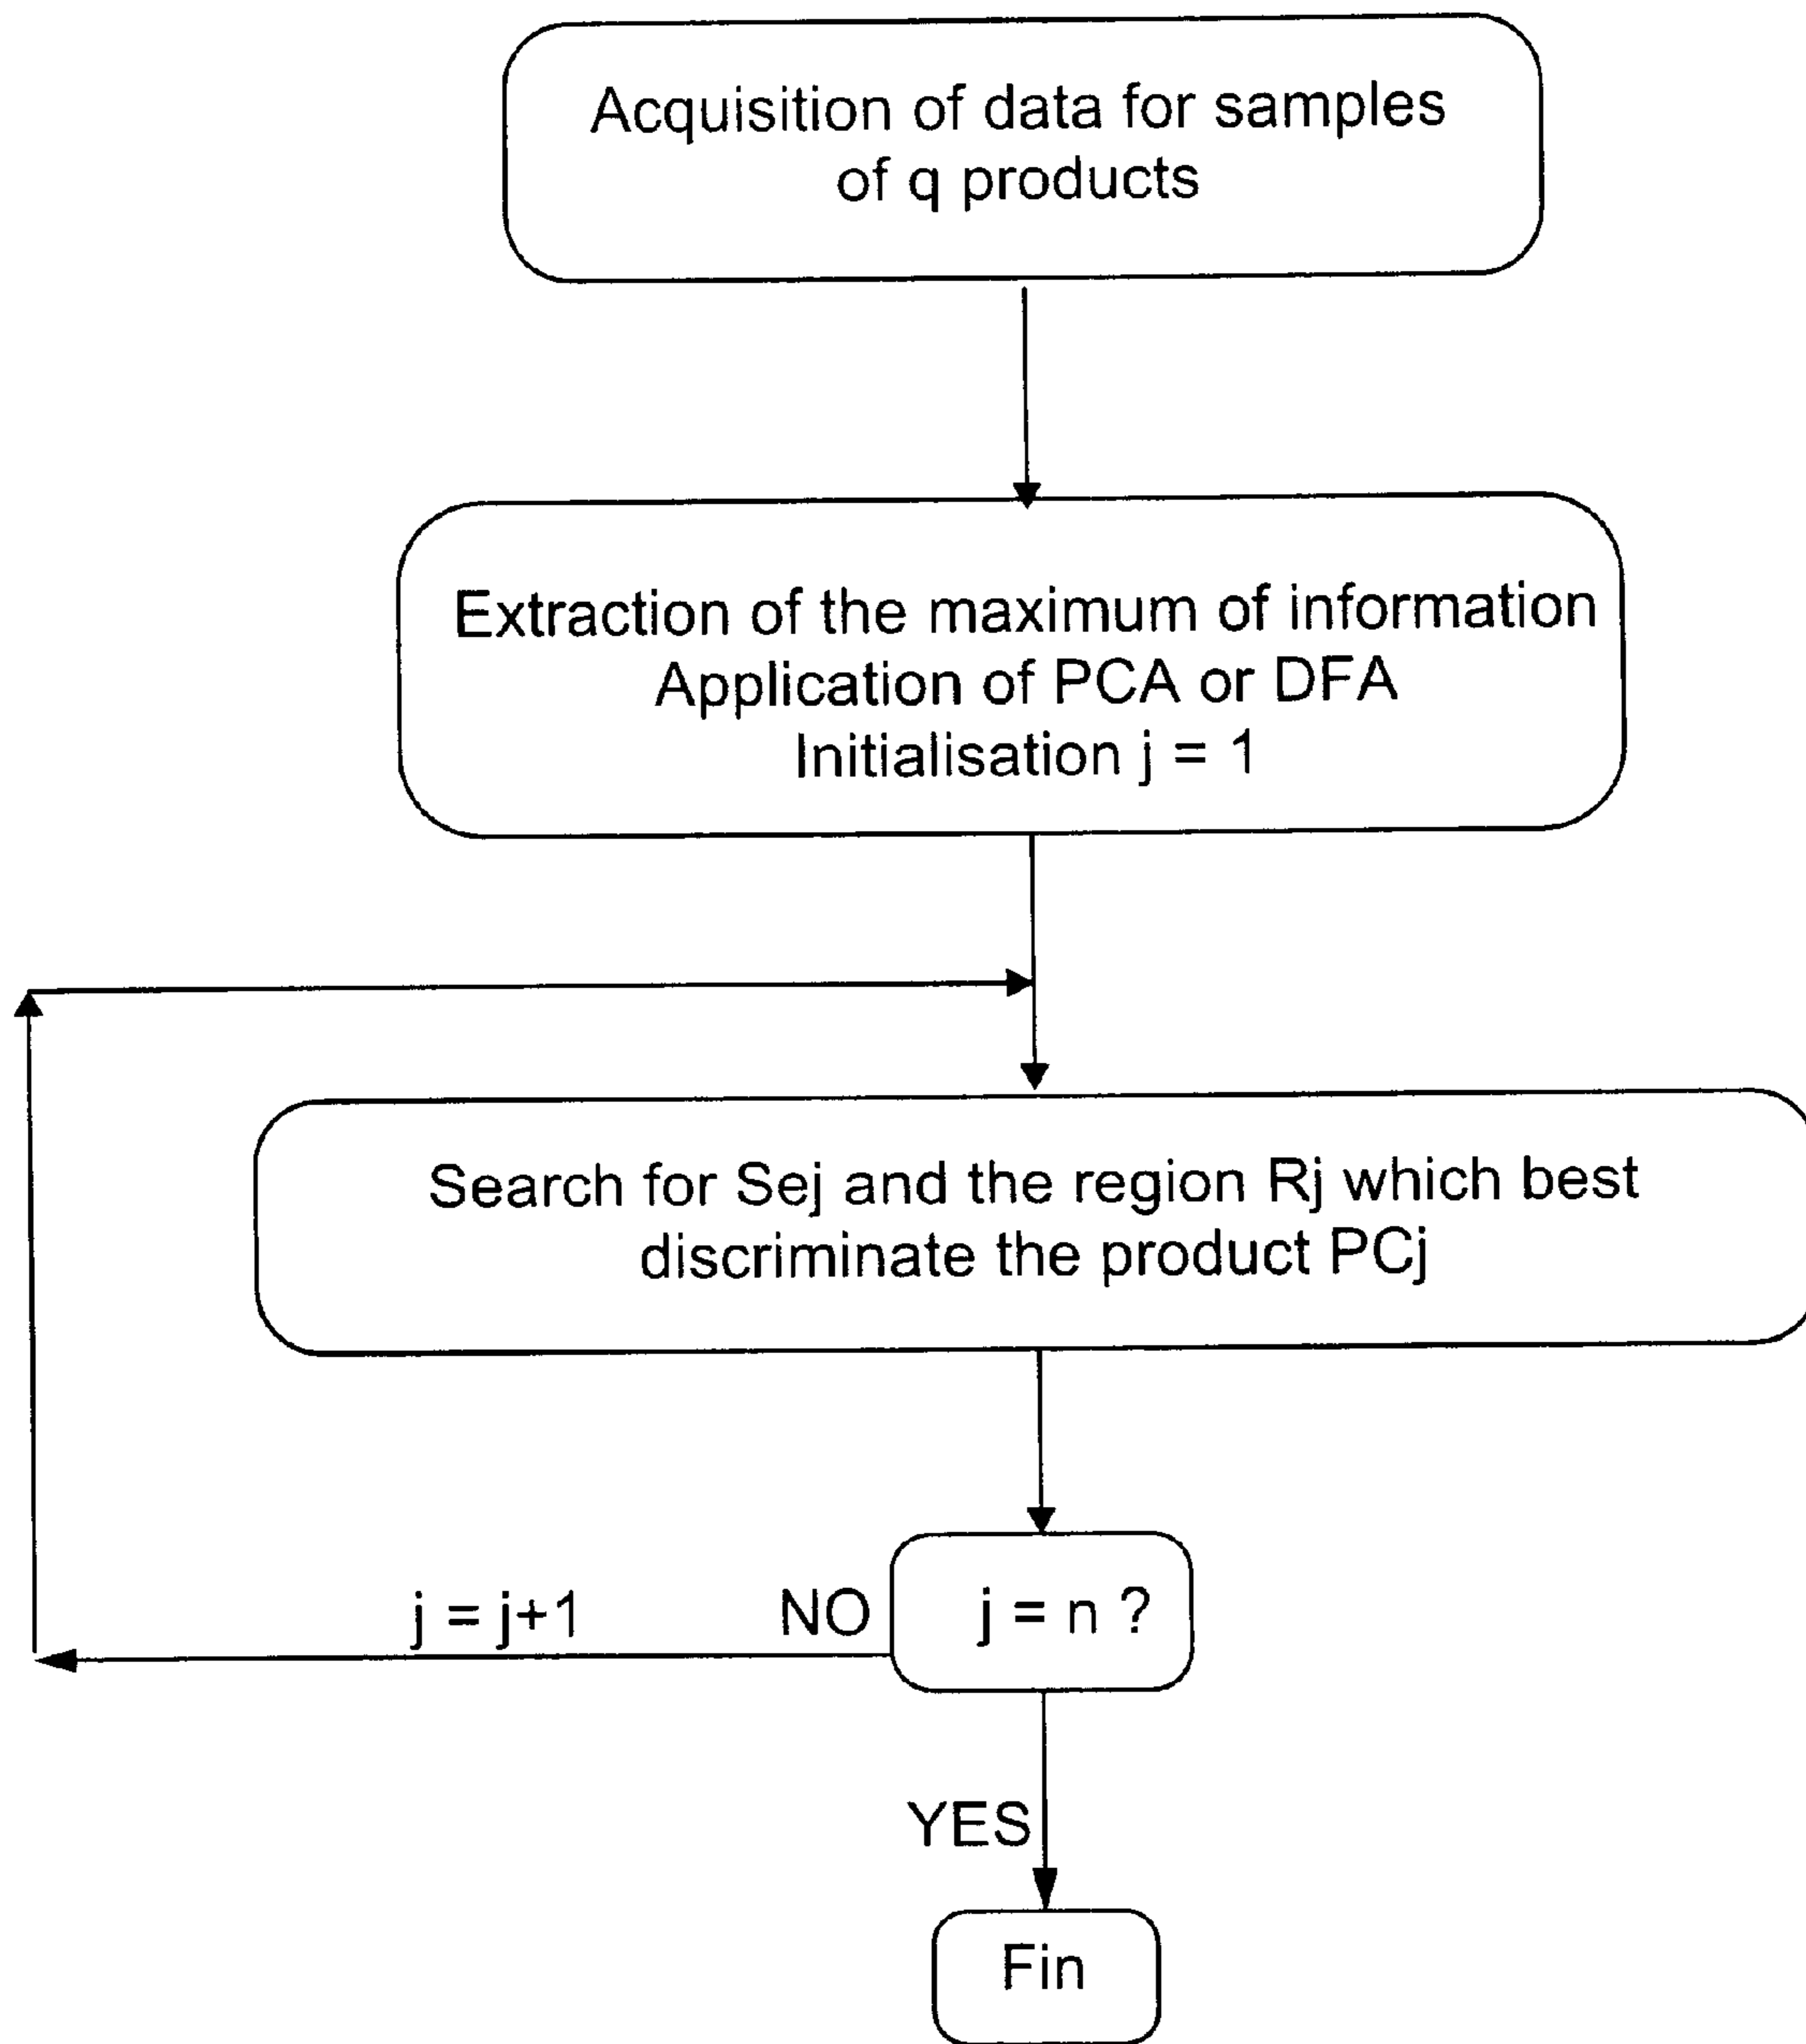 Acquisition of data for samples
of q products
Extraction of the maximum of information
Application of PCA or DFA
Initialisation j = 1
Search for Sej and the region Rj which best
discriminate the product PCj
j = j+1
NO
j = n ?
YES
Fin